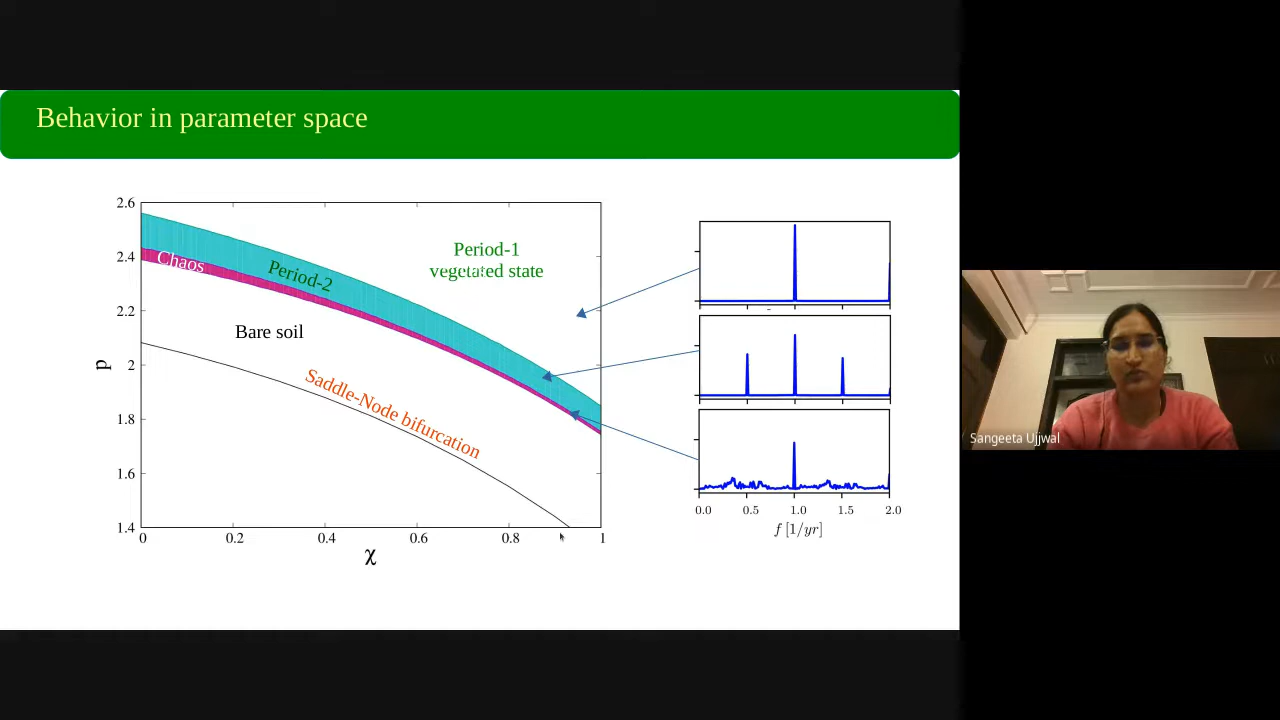 Behavior in parameter space
2.6
2.4
2.2
2
1.8
1.6
1.4
p
0
0.2
0.4
0.6
0.8
1
χ
Chaos
Period-2
Period-1
vegetated state
Bare soil
Saddle-Node bifurcation
0.0
0.5
1.0
1.5
2.0
f [1/yr]
Sangeeta Ujjwal